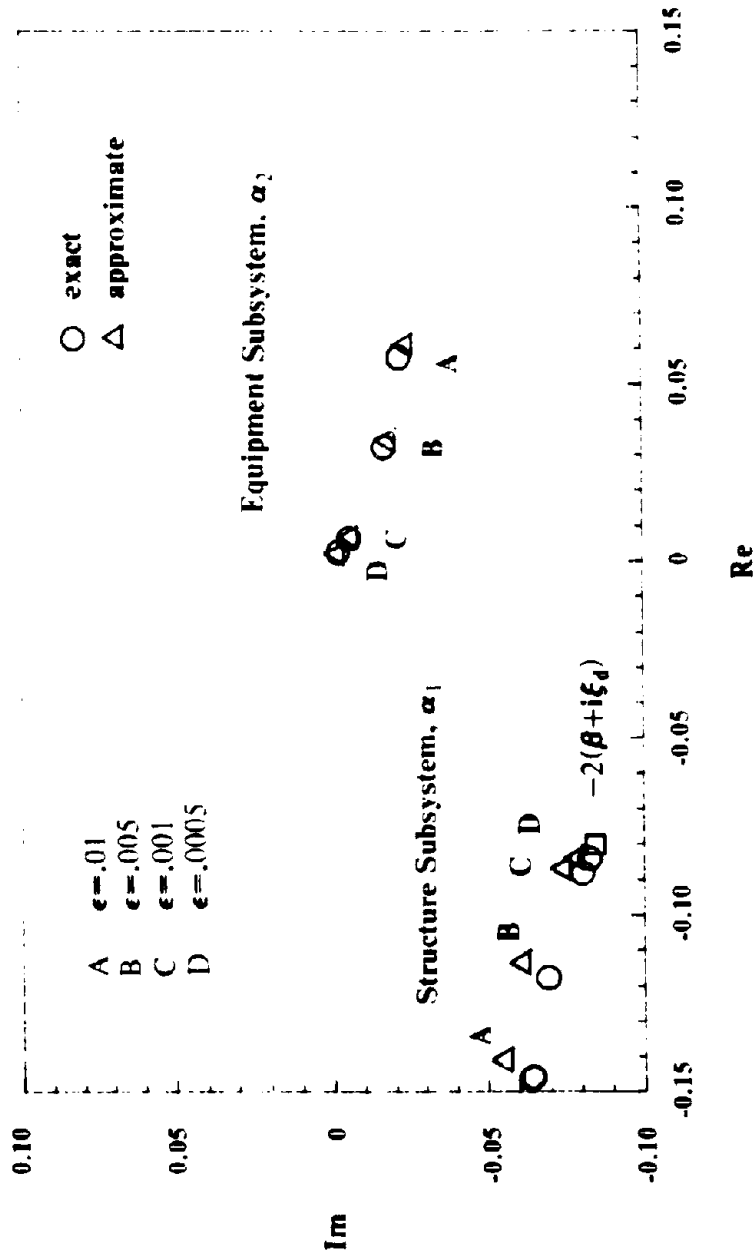 A ϵ=.01
B ϵ=.005
C ϵ=.001
D ϵ=.0005
○ exact
△ approximate
Equipment Subsystem, α₂
D
C
B
A
Structure Subsystem, α₁
A
B
C
D
−2(β+iξ_d)
Im
0.10
0.05
0
-0.05
-0.10
-0.15
-0.10
-0.05
0
0.05
0.10
0.15
Re